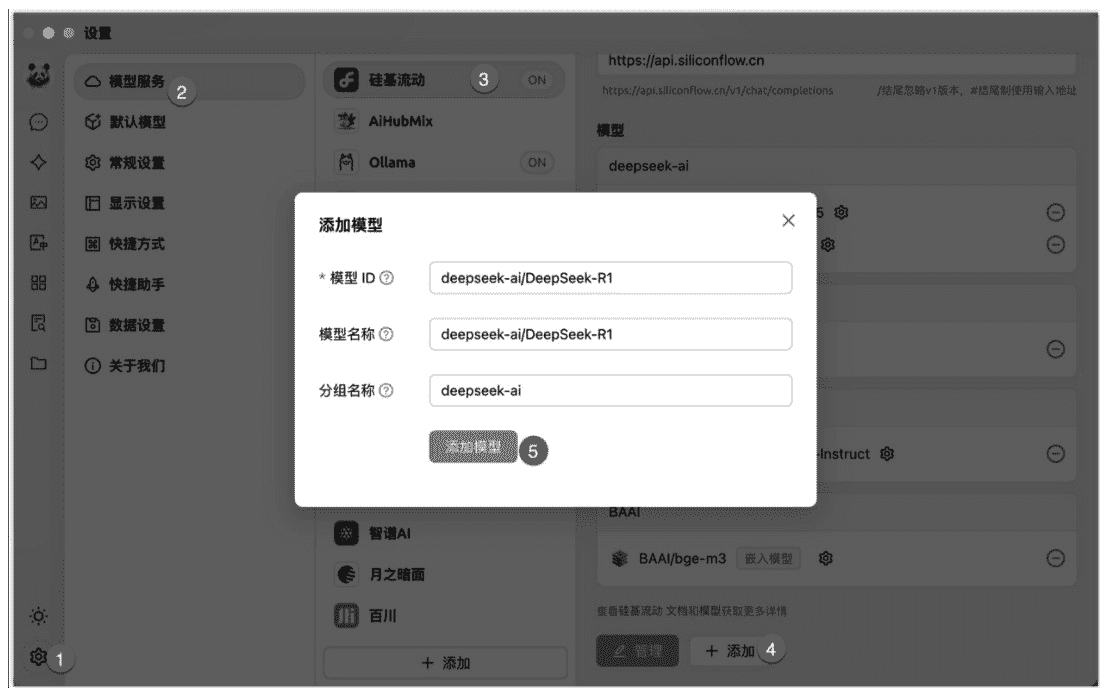 设置
模型服务
2
默认模型
常规设置
显示设置
快捷方式
快捷助手
数据设置
关于我们
1
硅基流动
3
ON
AiHubMix
Ollama
ON
智谱AI
月之暗面
百川
+ 添加
https://api.siliconflow.cn
https://api.siliconflow.cn/v1/chat/completions
/结尾忽略v1版本，#结尾制使用输入地址
模型
deepseek-ai
5
-Instruct
BAAI
BAAI/bge-m3
嵌入模型
查看硅基流动 文档和模型获取更多详情
管理
+ 添加
4
添加模型
* 模型 ID
deepseek-ai/DeepSeek-R1
模型名称
deepseek-ai/DeepSeek-R1
分组名称
deepseek-ai
添加模型
5